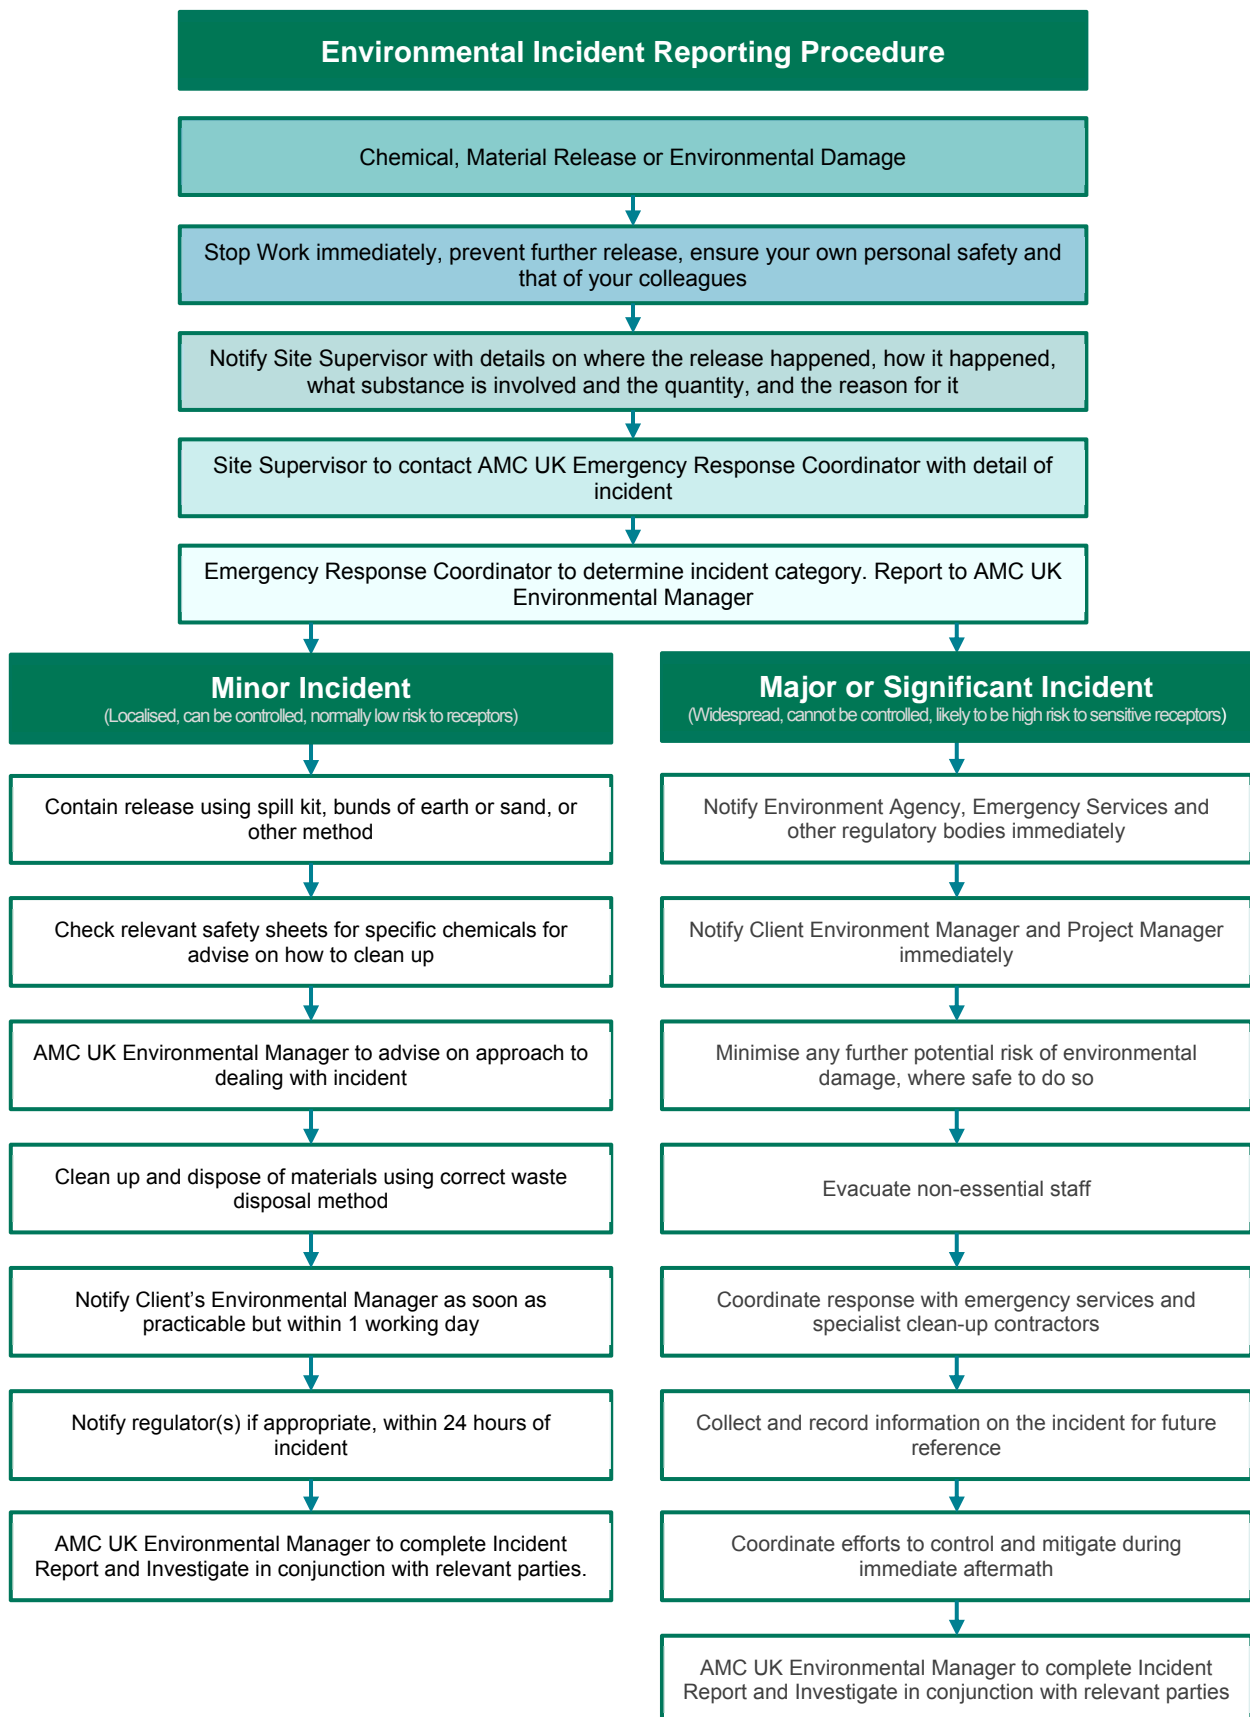 Environmental Incident Reporting Procedure
Chemical, Material Release or Environmental Damage
Stop Work immediately, prevent further release, ensure your own personal safety and
that of your colleagues
Notify Site Supervisor with details on where the release happened, how it happened,
what substance is involved and the quantity, and the reason for it
Site Supervisor to contact AMC UK Emergency Response Coordinator with detail of
incident
Emergency Response Coordinator to determine incident category. Report to AMC UK
Environmental Manager
Minor Incident
(Localised, can be controlled, normally low risk to receptors)
Contain release using spill kit, bunds of earth or sand, or
other method
Check relevant safety sheets for specific chemicals for
advise on how to clean up
AMC UK Environmental Manager to advise on approach to
dealing with incident
Clean up and dispose of materials using correct waste
disposal method
Notify Client’s Environmental Manager as soon as
practicable but within 1 working day
Notify regulator(s) if appropriate, within 24 hours of
incident
AMC UK Environmental Manager to complete Incident
Report and Investigate in conjunction with relevant parties.
Major or Significant Incident
(Widespread, cannot be controlled, likely to be high risk to sensitive receptors)
Notify Environment Agency, Emergency Services and
other regulatory bodies immediately
Notify Client Environment Manager and Project Manager
immediately
Minimise any further potential risk of environmental
damage, where safe to do so
Evacuate non-essential staff
Coordinate response with emergency services and
specialist clean-up contractors
Collect and record information on the incident for future
reference
Coordinate efforts to control and mitigate during
immediate aftermath
AMC UK Environmental Manager to complete Incident
Report and Investigate in conjunction with relevant parties